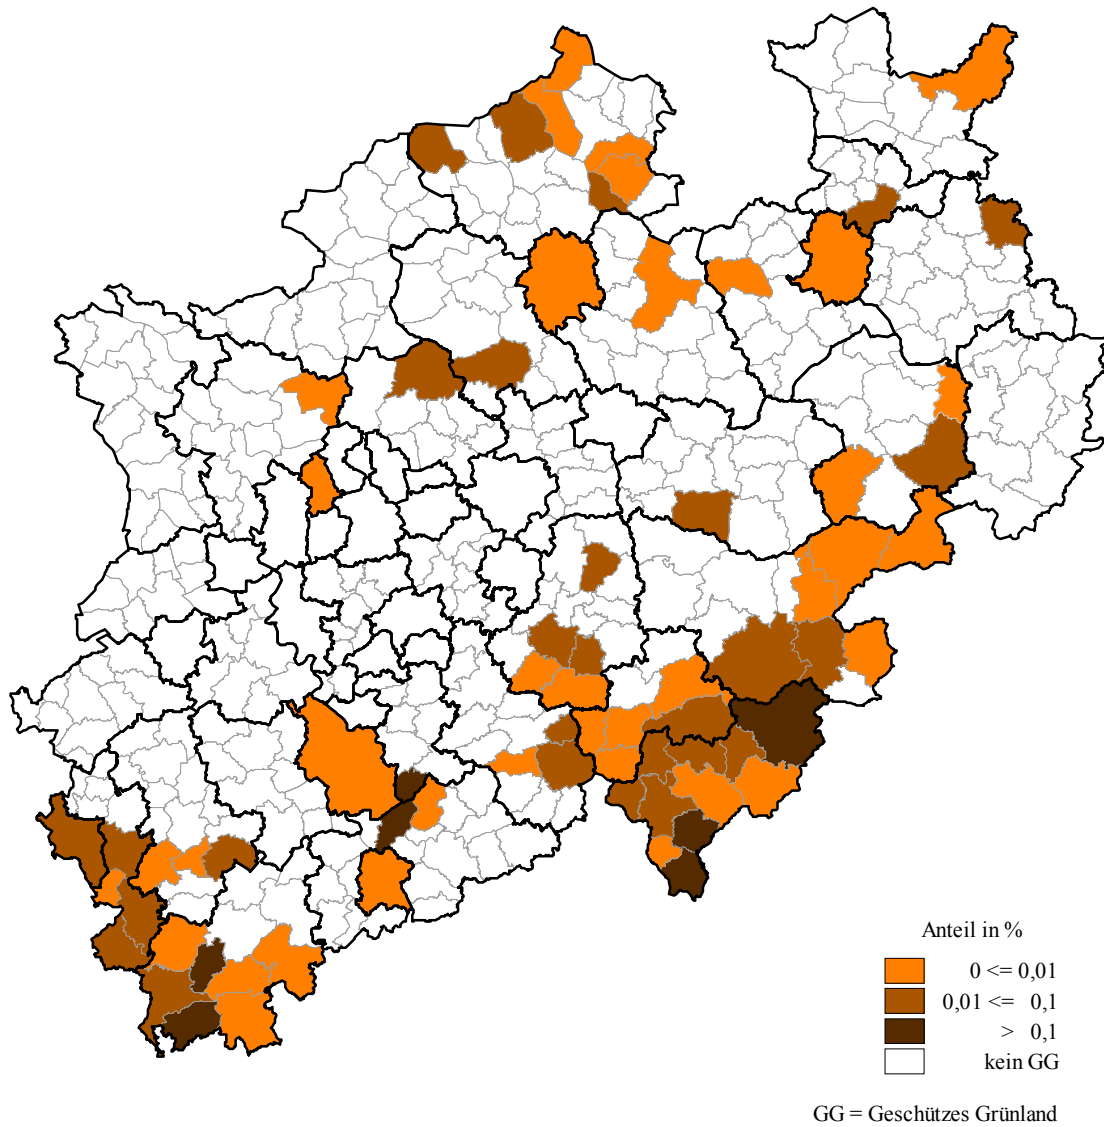 Anteil in %
0 <= 0,01
0,01 <= 0,1
> 0,1
kein GG
GG = Geschützes Grünland